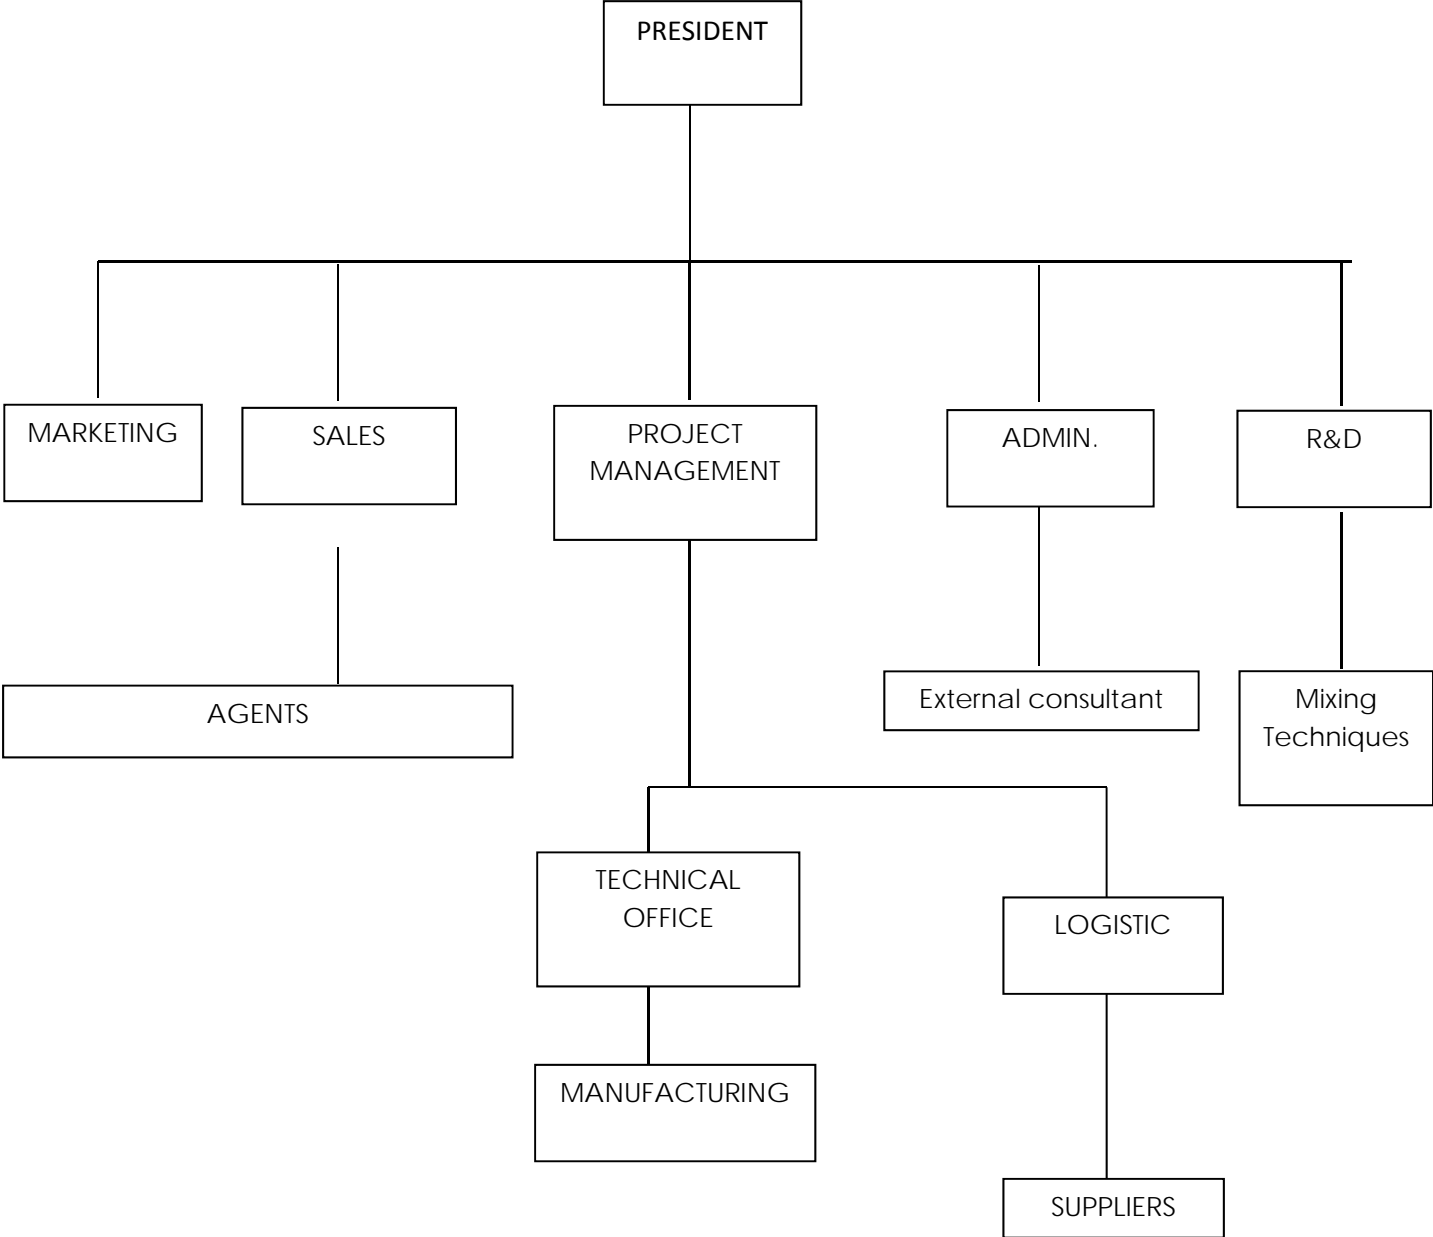 PRESIDENT
MARKETING
SALES
PROJECT
MANAGEMENT
ADMIN.
R&D
AGENTS
External consultant
Mixing
Techniques
TECHNICAL
OFFICE
LOGISTIC
MANUFACTURING
SUPPLIERS